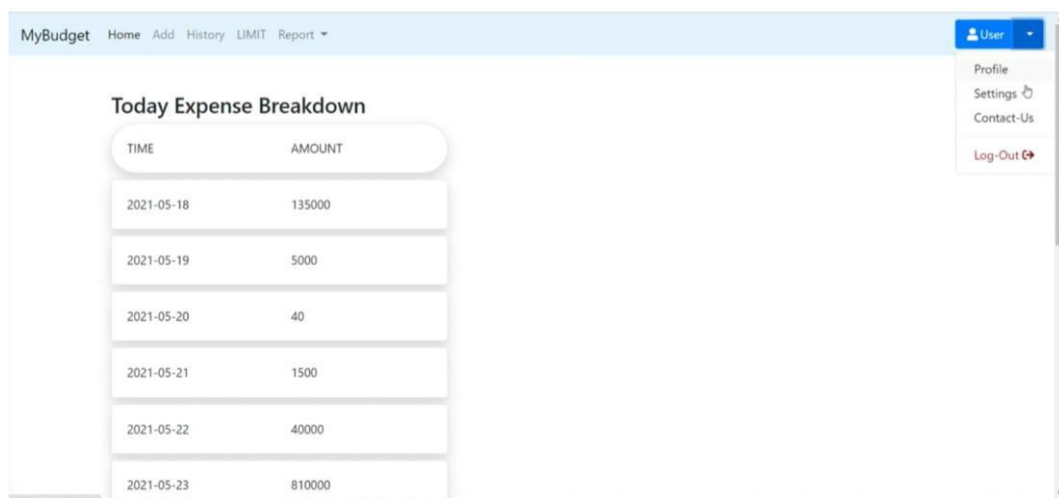 MyBudget Home Add History LIMIT Report User
Profile
Settings
Contact-Us
Log-Out
Today Expense Breakdown
TIME AMOUNT
2021-05-18 135000
2021-05-19 5000
2021-05-20 40
2021-05-21 1500
2021-05-22 40000
2021-05-23 810000